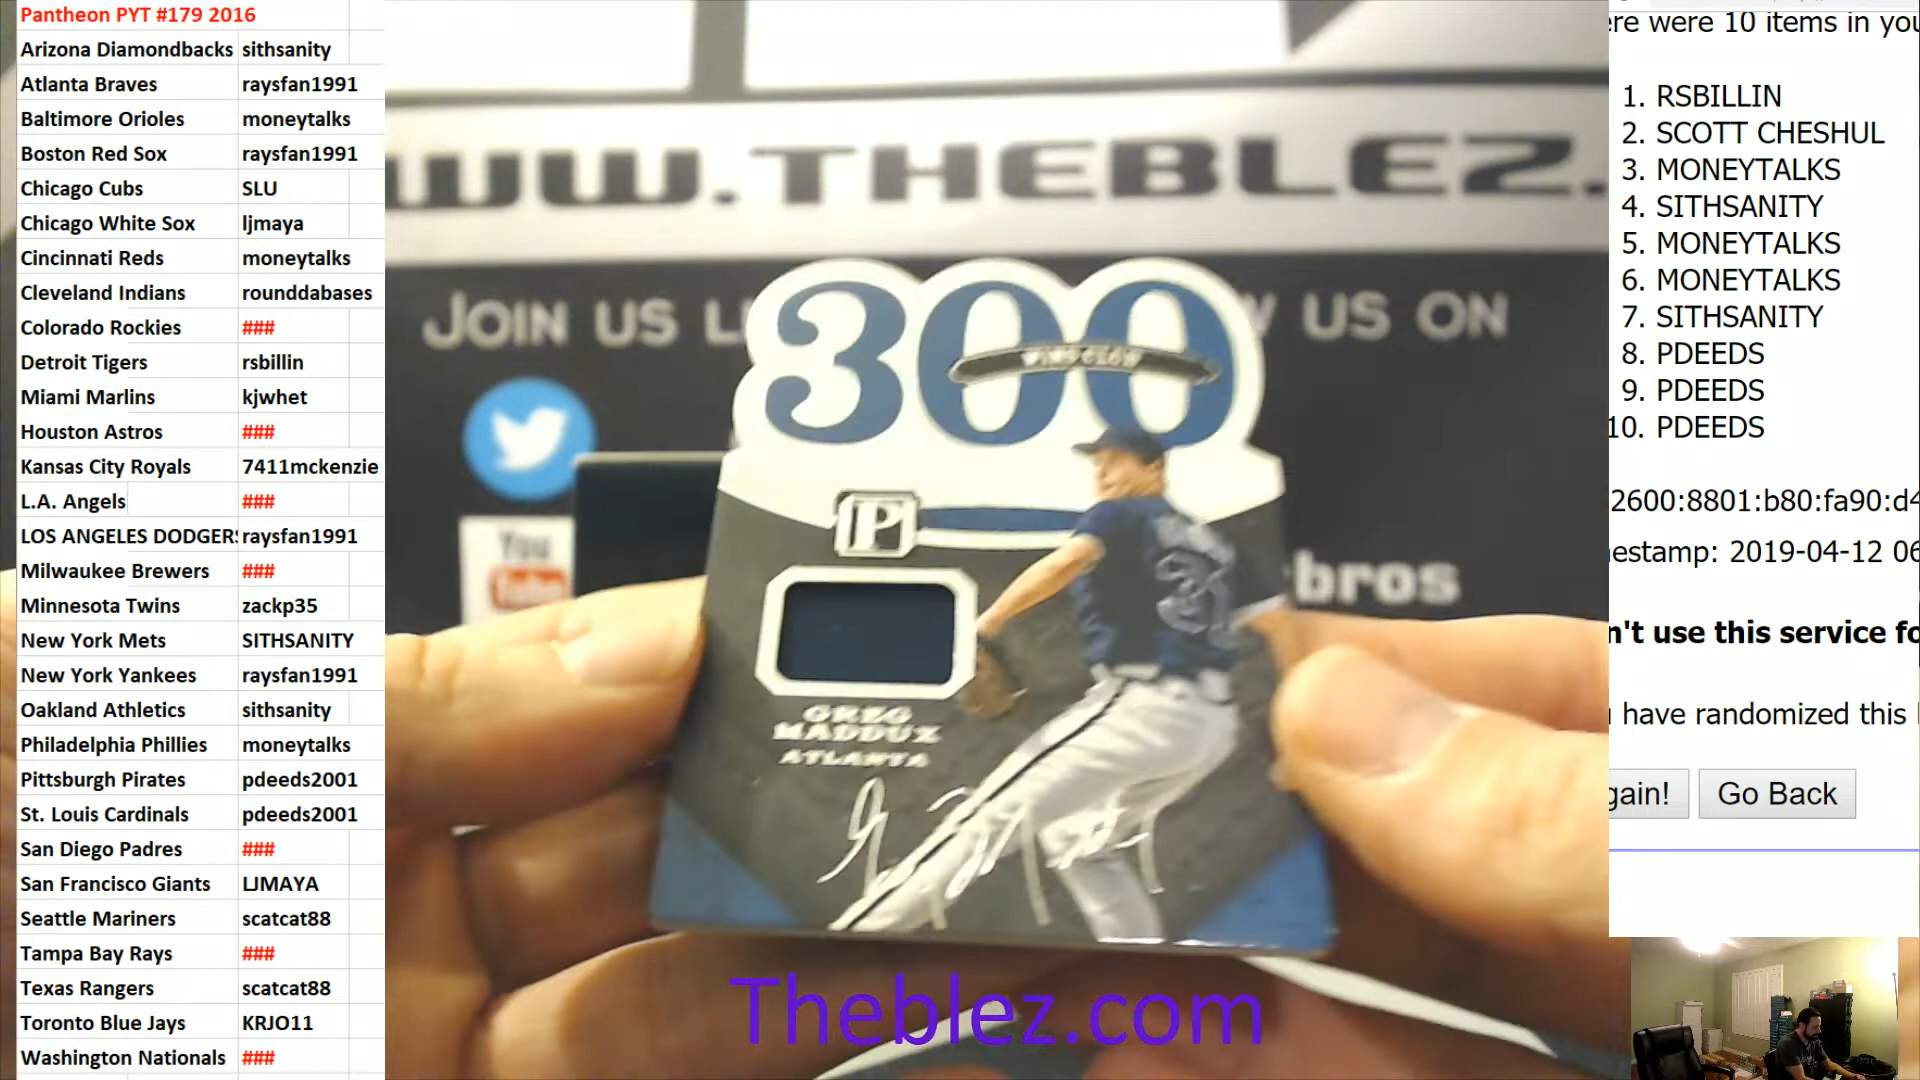 Pantheon PYT #179 2016
Arizona Diamondbacks sithsanity
Atlanta Braves raysfan1991
Baltimore Orioles moneytalks
Boston Red Sox raysfan1991
Chicago Cubs SLU
Chicago White Sox ljmaya
Cincinnati Reds moneytalks
Cleveland Indians rounddabases
Colorado Rockies ###
Detroit Tigers rsbillin
Miami Marlins kjwhet
Houston Astros ###
Kansas City Royals 7411mckenzie
L.A. Angels ###
LOS ANGELES DODGERS raysfan1991
Milwaukee Brewers ###
Minnesota Twins zackp35
New York Mets SITHSANITY
New York Yankees raysfan1991
Oakland Athletics sithsanity
Philadelphia Phillies moneytalks
Pittsburgh Pirates pdeeds2001
St. Louis Cardinals pdeeds2001
San Diego Padres ###
San Francisco Giants LJMAYA
Seattle Mariners scatcat88
Tampa Bay Rays ###
Texas Rangers scatcat88
Toronto Blue Jays KRJO11
Washington Nationals ###
WW.THEBLEZ.
JOIN US L
W US ON
You
Tube
bros
300
WINS CLUB
P
31
GREG
MADDUX
ATLANTA
Theblez.com
ere were 10 items in you
1. RSBILLIN
2. SCOTT CHESHUL
3. MONEYTALKS
4. SITHSANITY
5. MONEYTALKS
6. MONEYTALKS
7. SITHSANITY
8. PDEEDS
9. PDEEDS
10. PDEEDS
2600:8801:b80:fa90:d4
estamp: 2019-04-12 06
n't use this service fo
have randomized this
gain! Go Back